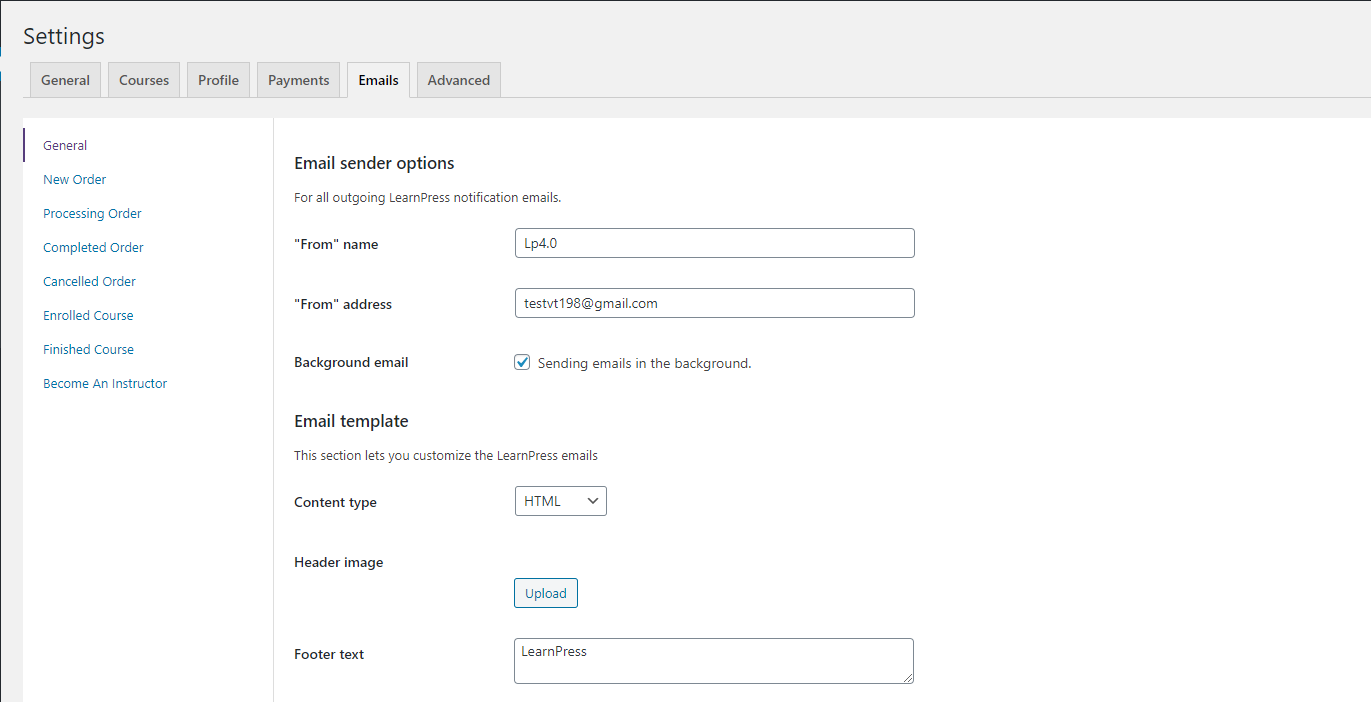 Settings
General Courses Profile Payments Emails Advanced
General
New Order
Processing Order
Completed Order
Cancelled Order
Enrolled Course
Finished Course
Become An Instructor
Email sender options
For all outgoing LearnPress notification emails.
"From" name Lp4.0
"From" address testvt198@gmail.com
Background email Sending emails in the background.
Email template
This section lets you customize the LearnPress emails
Content type HTML
Header image
Upload
Footer text LearnPress